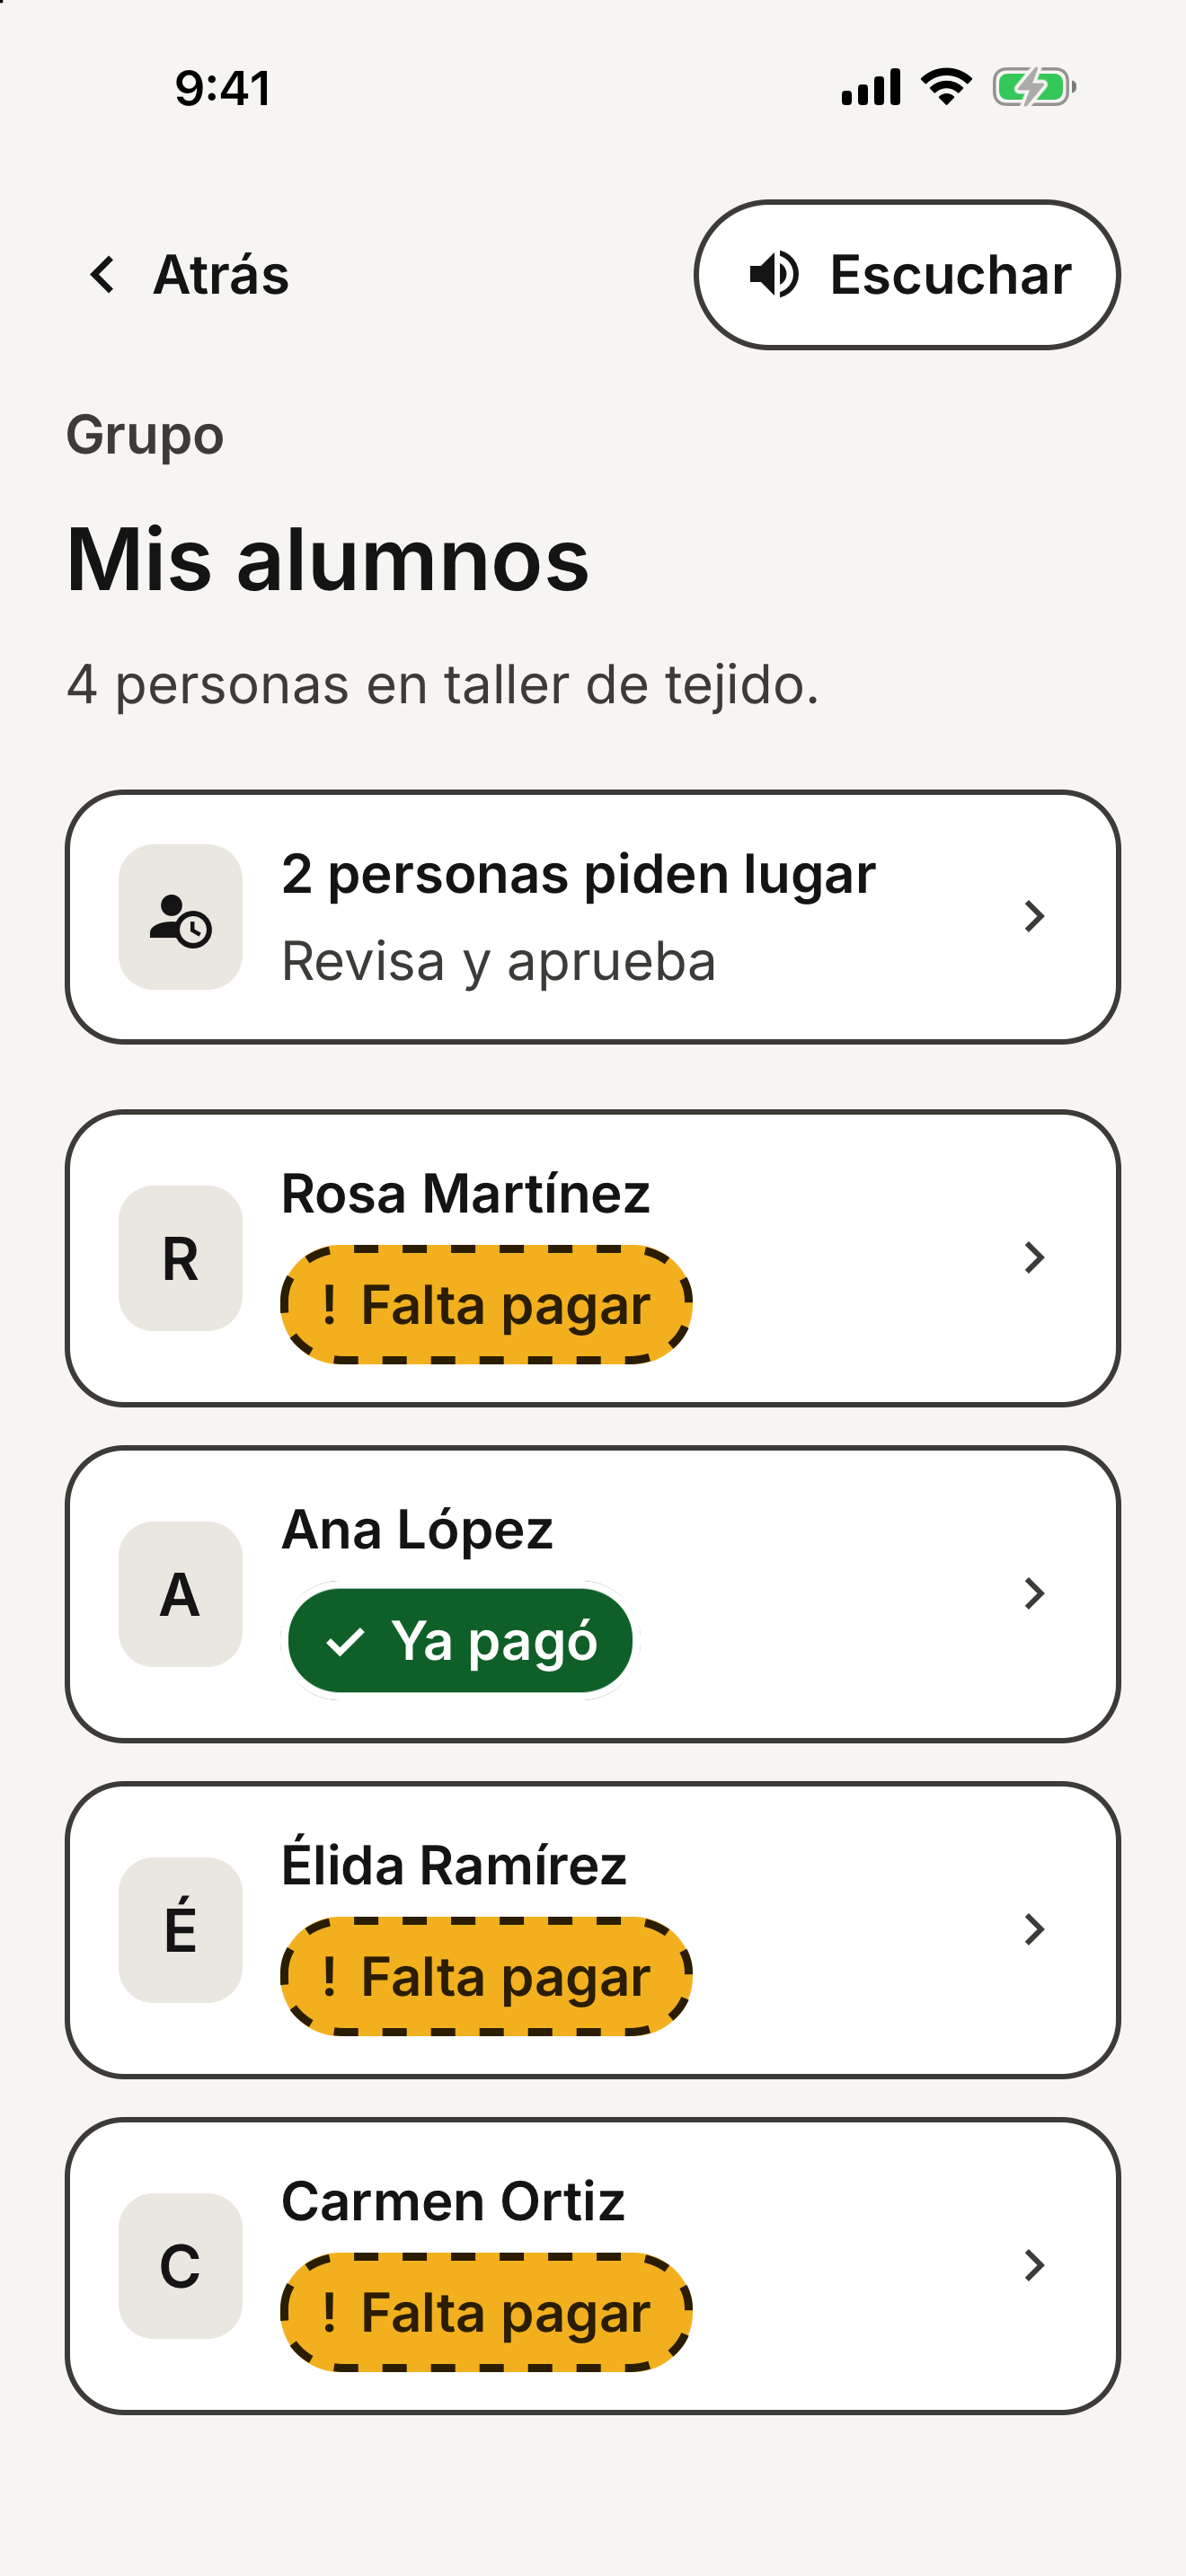 9:41
Atrás
Escuchar
Grupo
Mis alumnos
4 personas en taller de tejido.
2 personas piden lugar
Revisa y aprueba
R
Rosa Martínez
! Falta pagar
A
Ana López
Ya pagó
É
Élida Ramírez
! Falta pagar
C
Carmen Ortiz
! Falta pagar